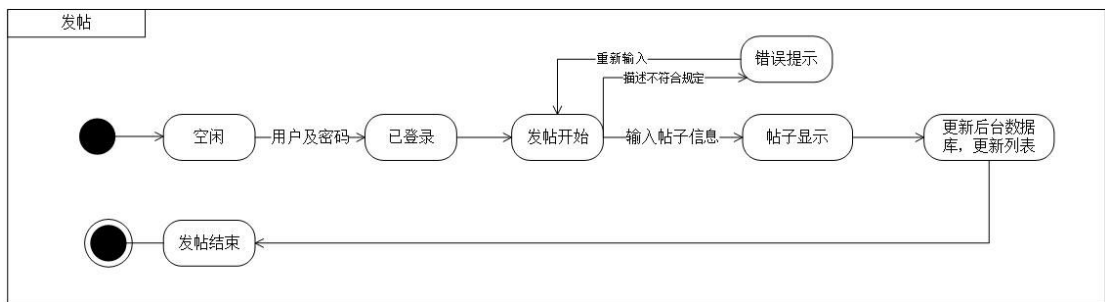 发帖
重新输入
错误提示
描述不符合规定
空闲
用户及密码
已登录
发帖开始
输入帖子信息
帖子显示
更新后台数据
库，更新列表
发帖结束